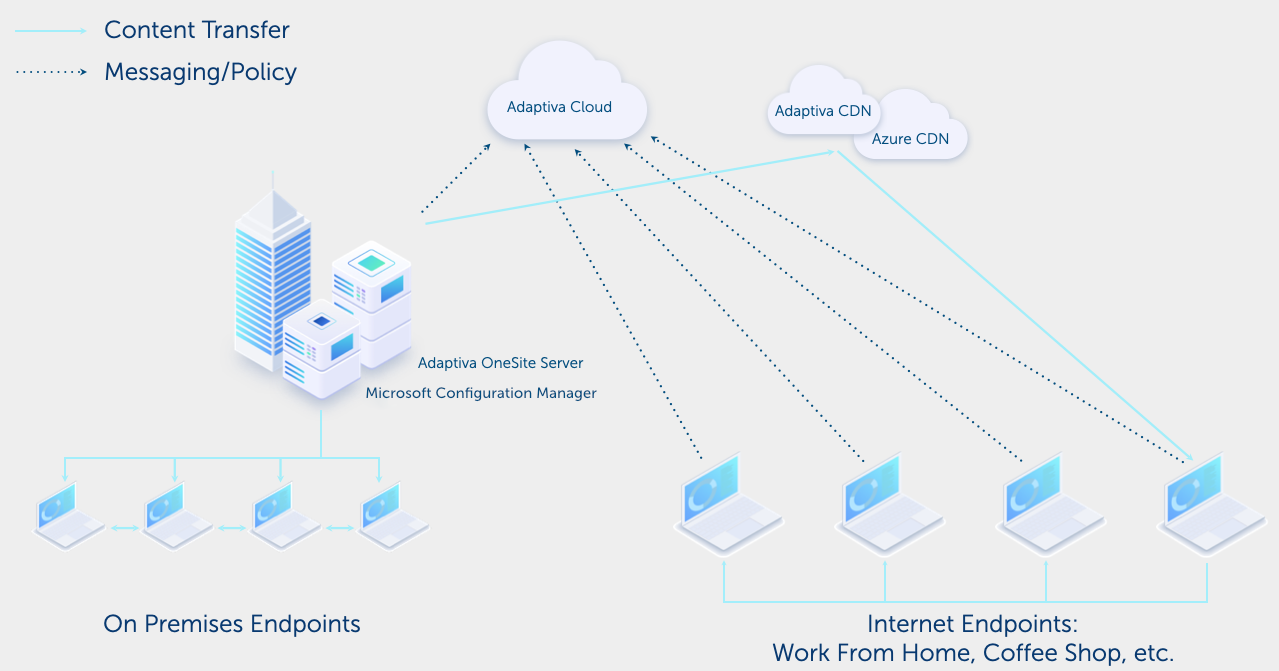 Content Transfer
Messaging/Policy
Adaptiva Cloud
Adaptiva CDN
Azure CDN
Adaptiva OneSite Server
Microsoft Configuration Manager
On Premises Endpoints
Internet Endpoints:
Work From Home, Coffee Shop, etc.